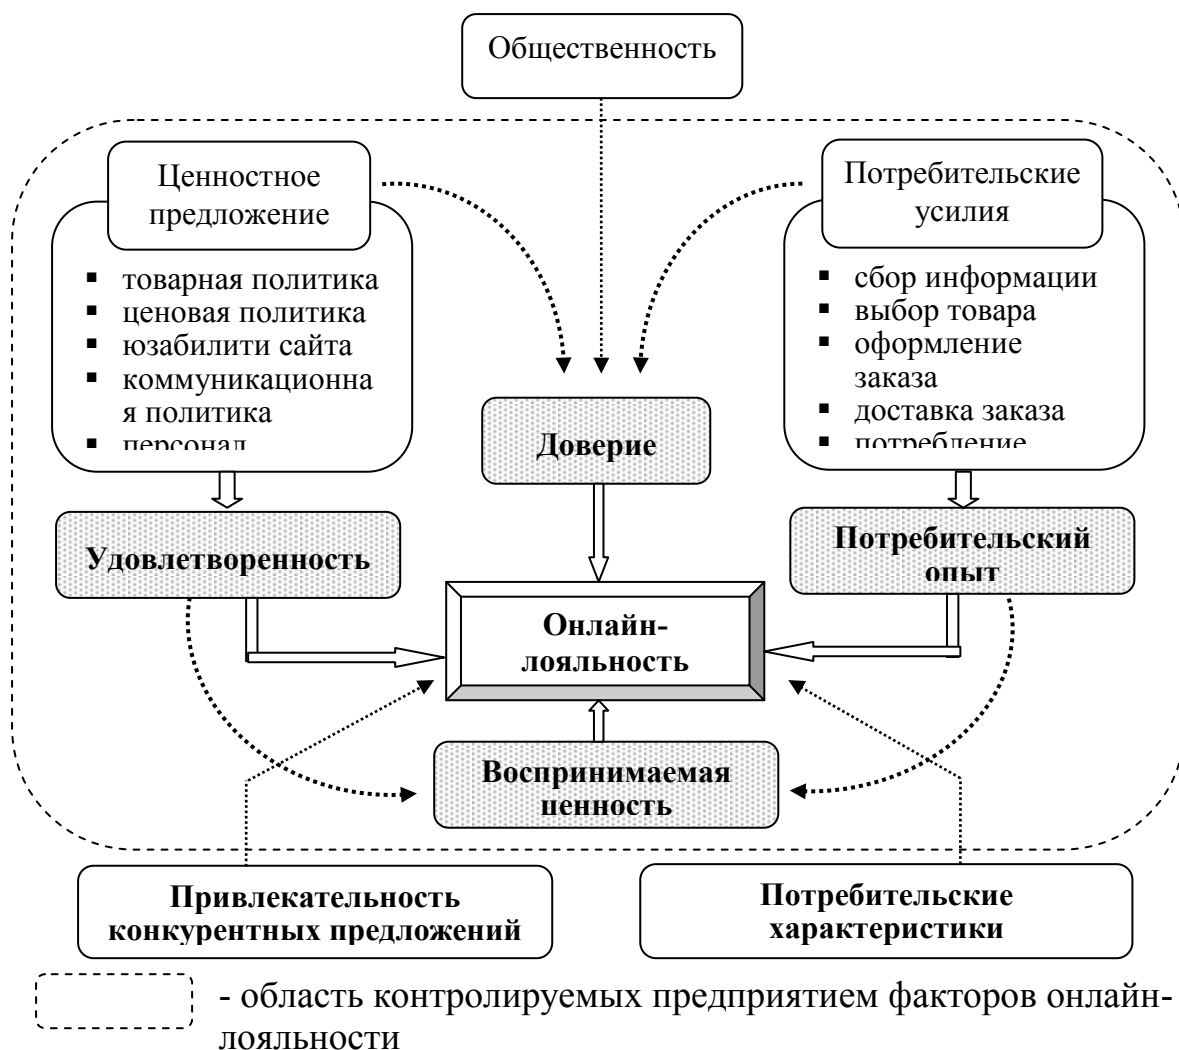 Общественность
Ценностное
предложение
товарная политика
ценовая политика
юзабилити сайта
коммуникационна
я политика
персонал
Потребительские
усилия
сбор информации
выбор товара
оформление
заказа
доставка заказа
потребление
Доверие
Удовлетворенность
Потребительский
опыт
Онлайн-
лояльность
Воспринимаемая
ценность
Привлекательность
конкурентных предложений
Потребительские
характеристики
- область контролируемых предприятием факторов онлайн-
лояльности